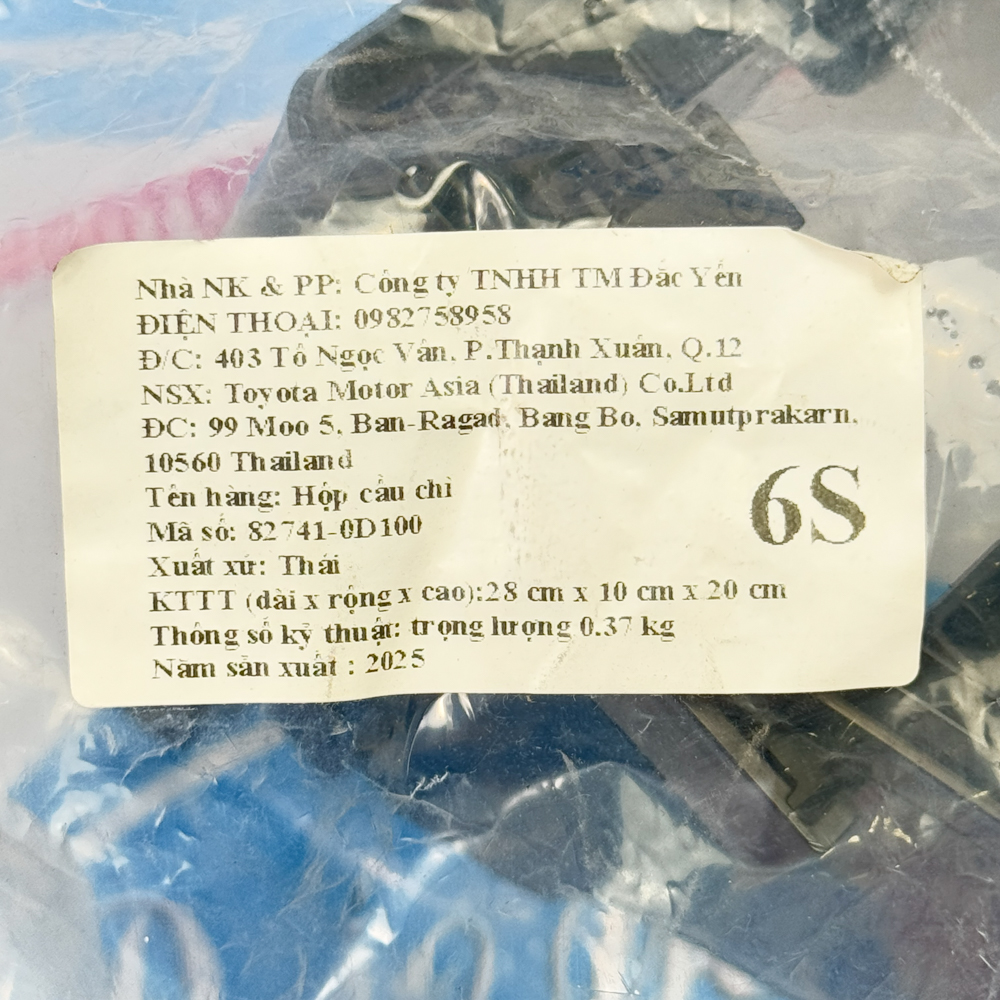 Nhà NK & PP: Công ty TNHH TM Đắc Yến
ĐIỆN THOẠI: 0982758958
Đ/C: 403 Tô Ngọc Vân, P.Thạnh Xuân, Q.12
NSX: Toyota Motor Asia (Thailand) Co.Ltd
ĐC: 99 Moo 5, Ban-Ragad, Bang Bo, Samutprakarn,
10560 Thailand
Tên hàng: Hộp cầu chì
6S
Mã số: 82741-0D100
Xuất xứ: Thái
KTTT (dài x rộng x cao):28 cm x 10 cm x 20 cm
Thông số kỹ thuật: trọng lượng 0.37 kg
Năm sản xuất : 2025